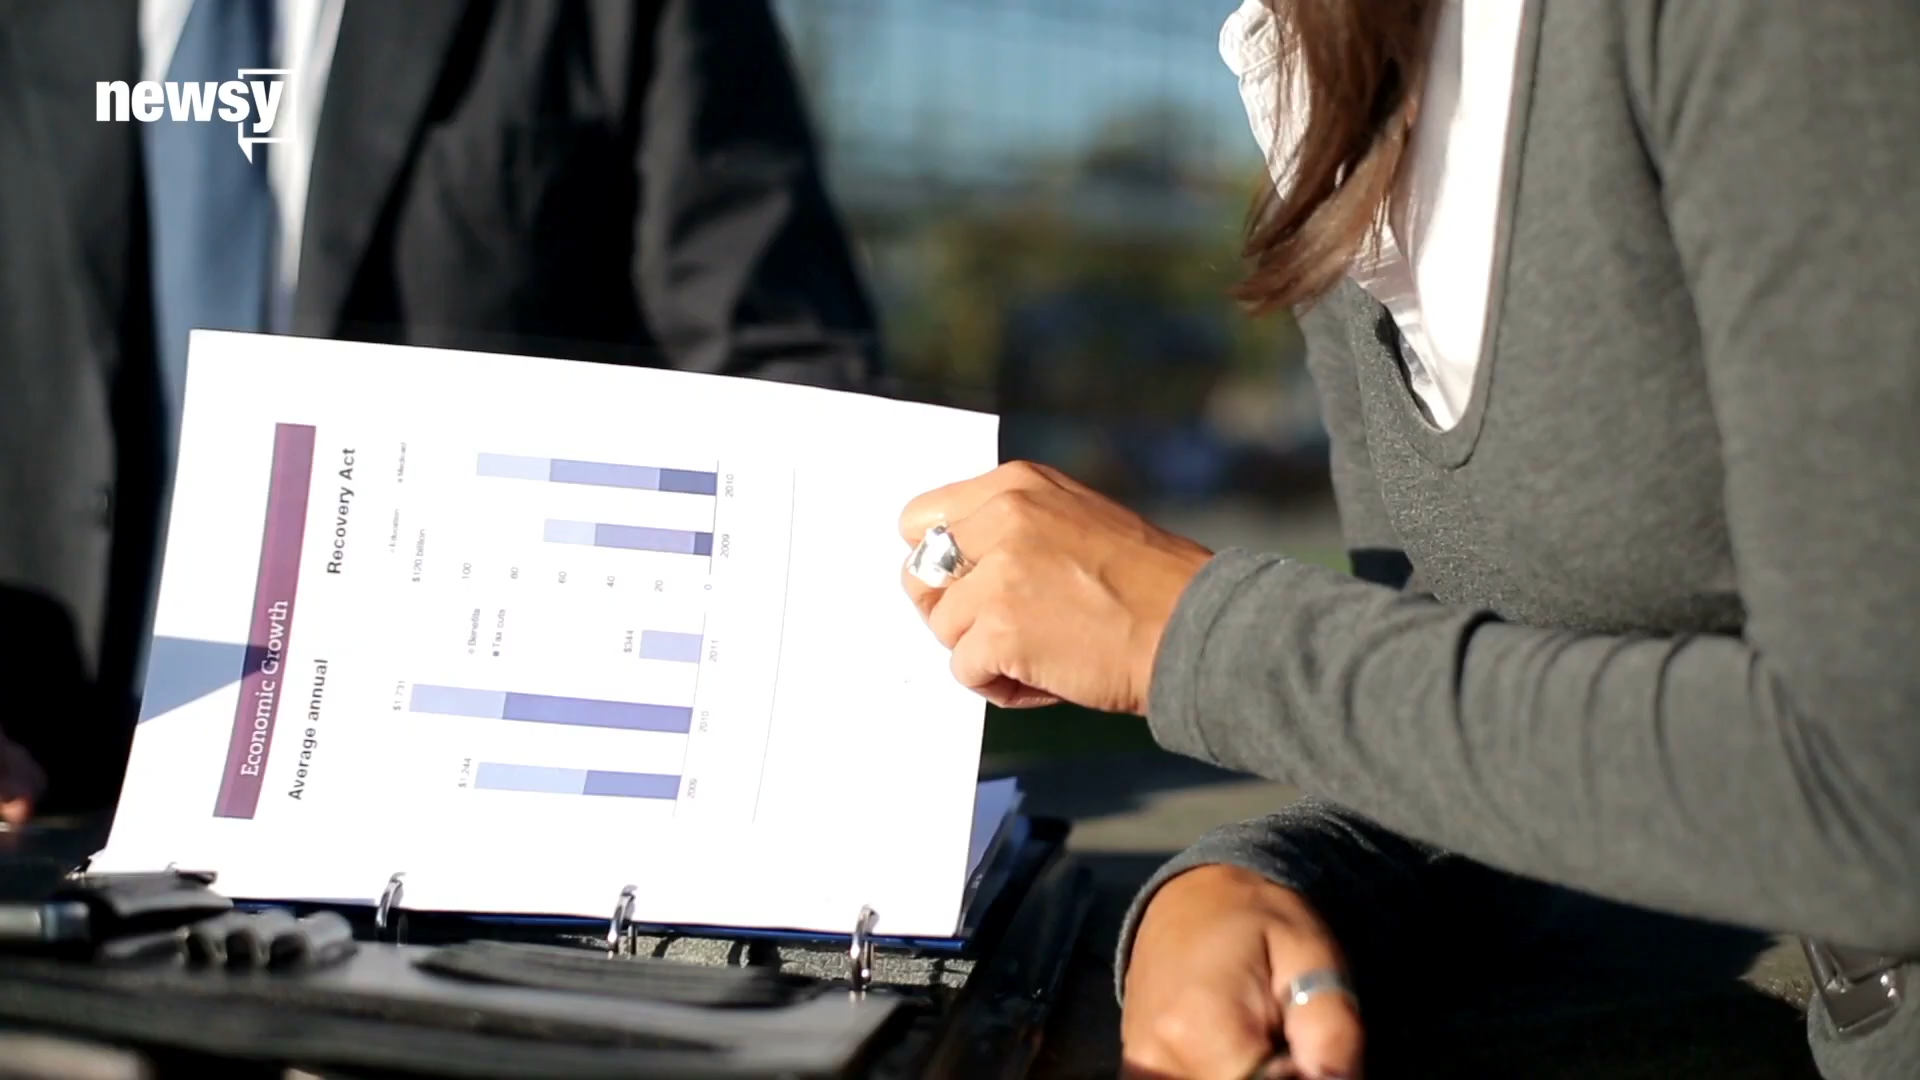 newsy
Economic Growth
Average annual
$1,244
$1,731
$344
Benefits
Tax cuts
2009
2010
2011
Recovery Act
Education
Medicaid
$120 billion
100
80
60
40
20
0
2009
2010